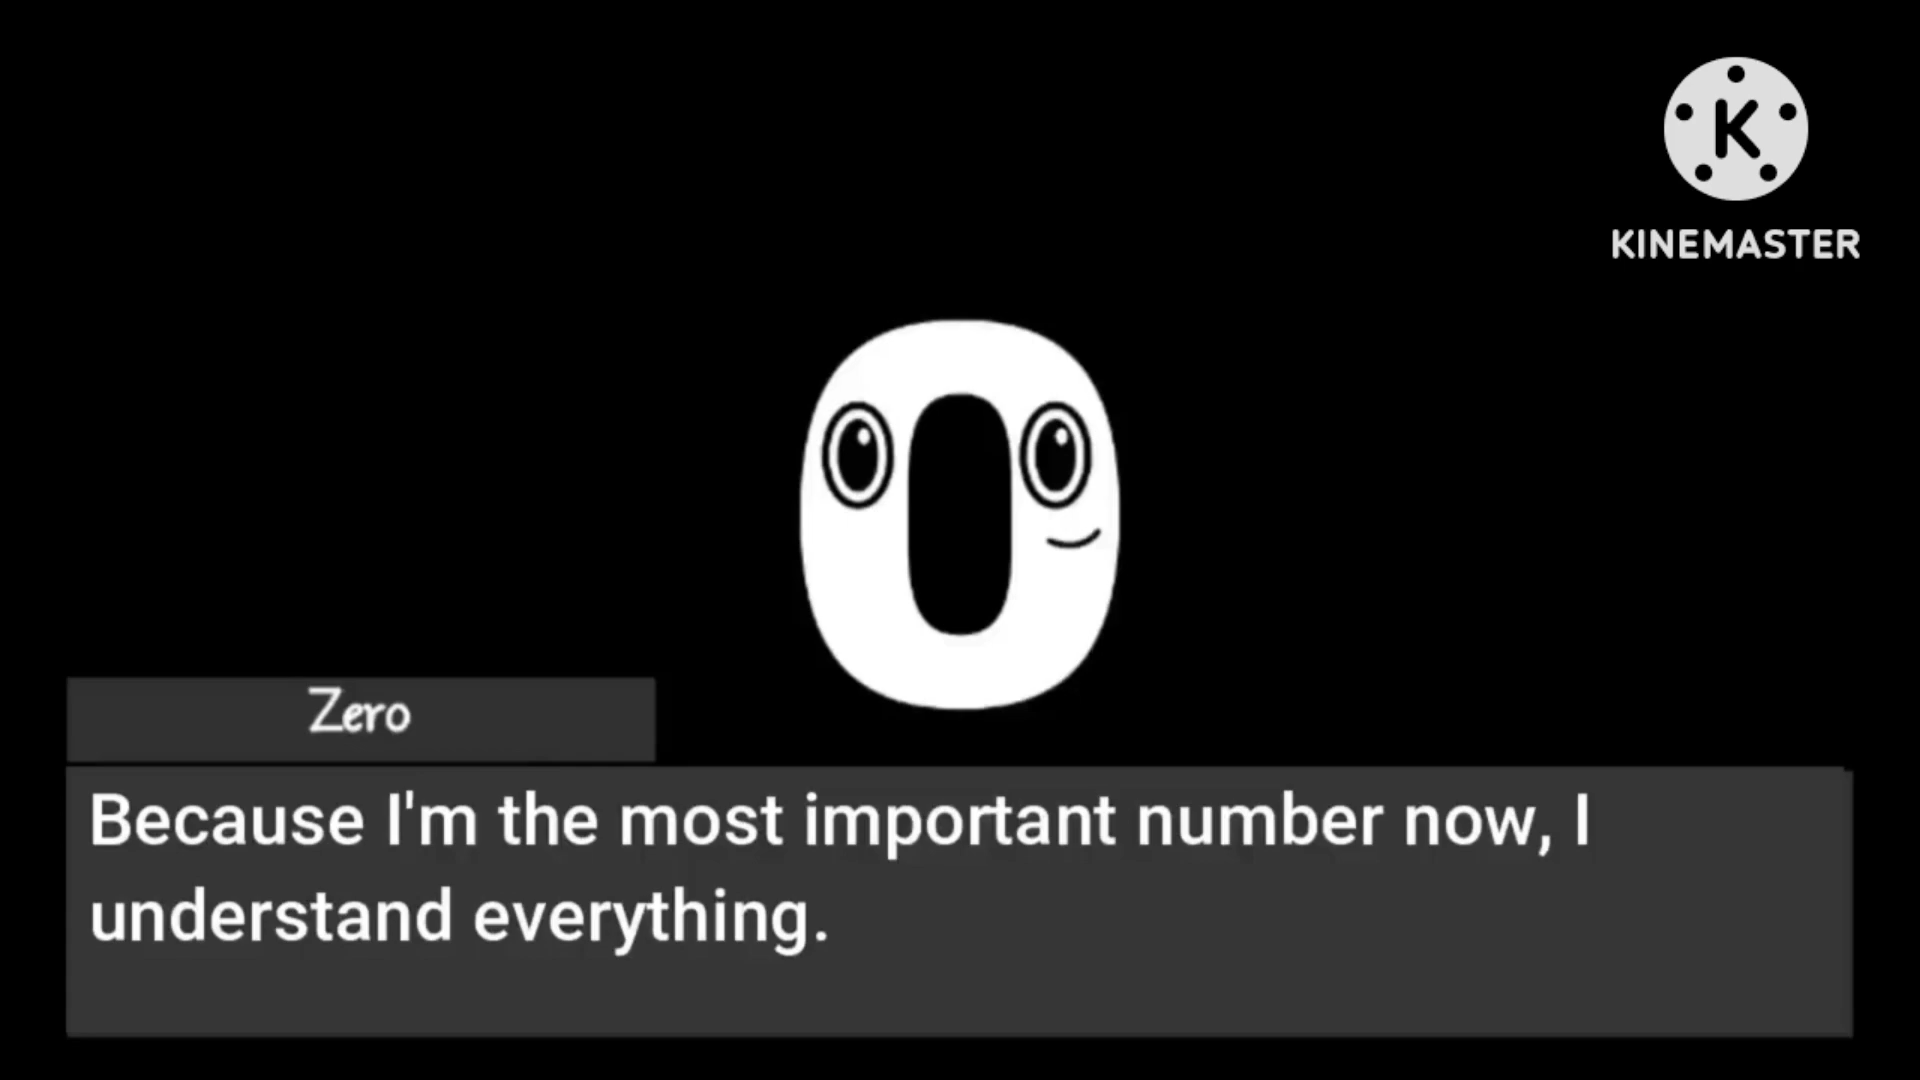 K
KINEMASTER
Zero
Because I'm the most important number now, I
understand everything.